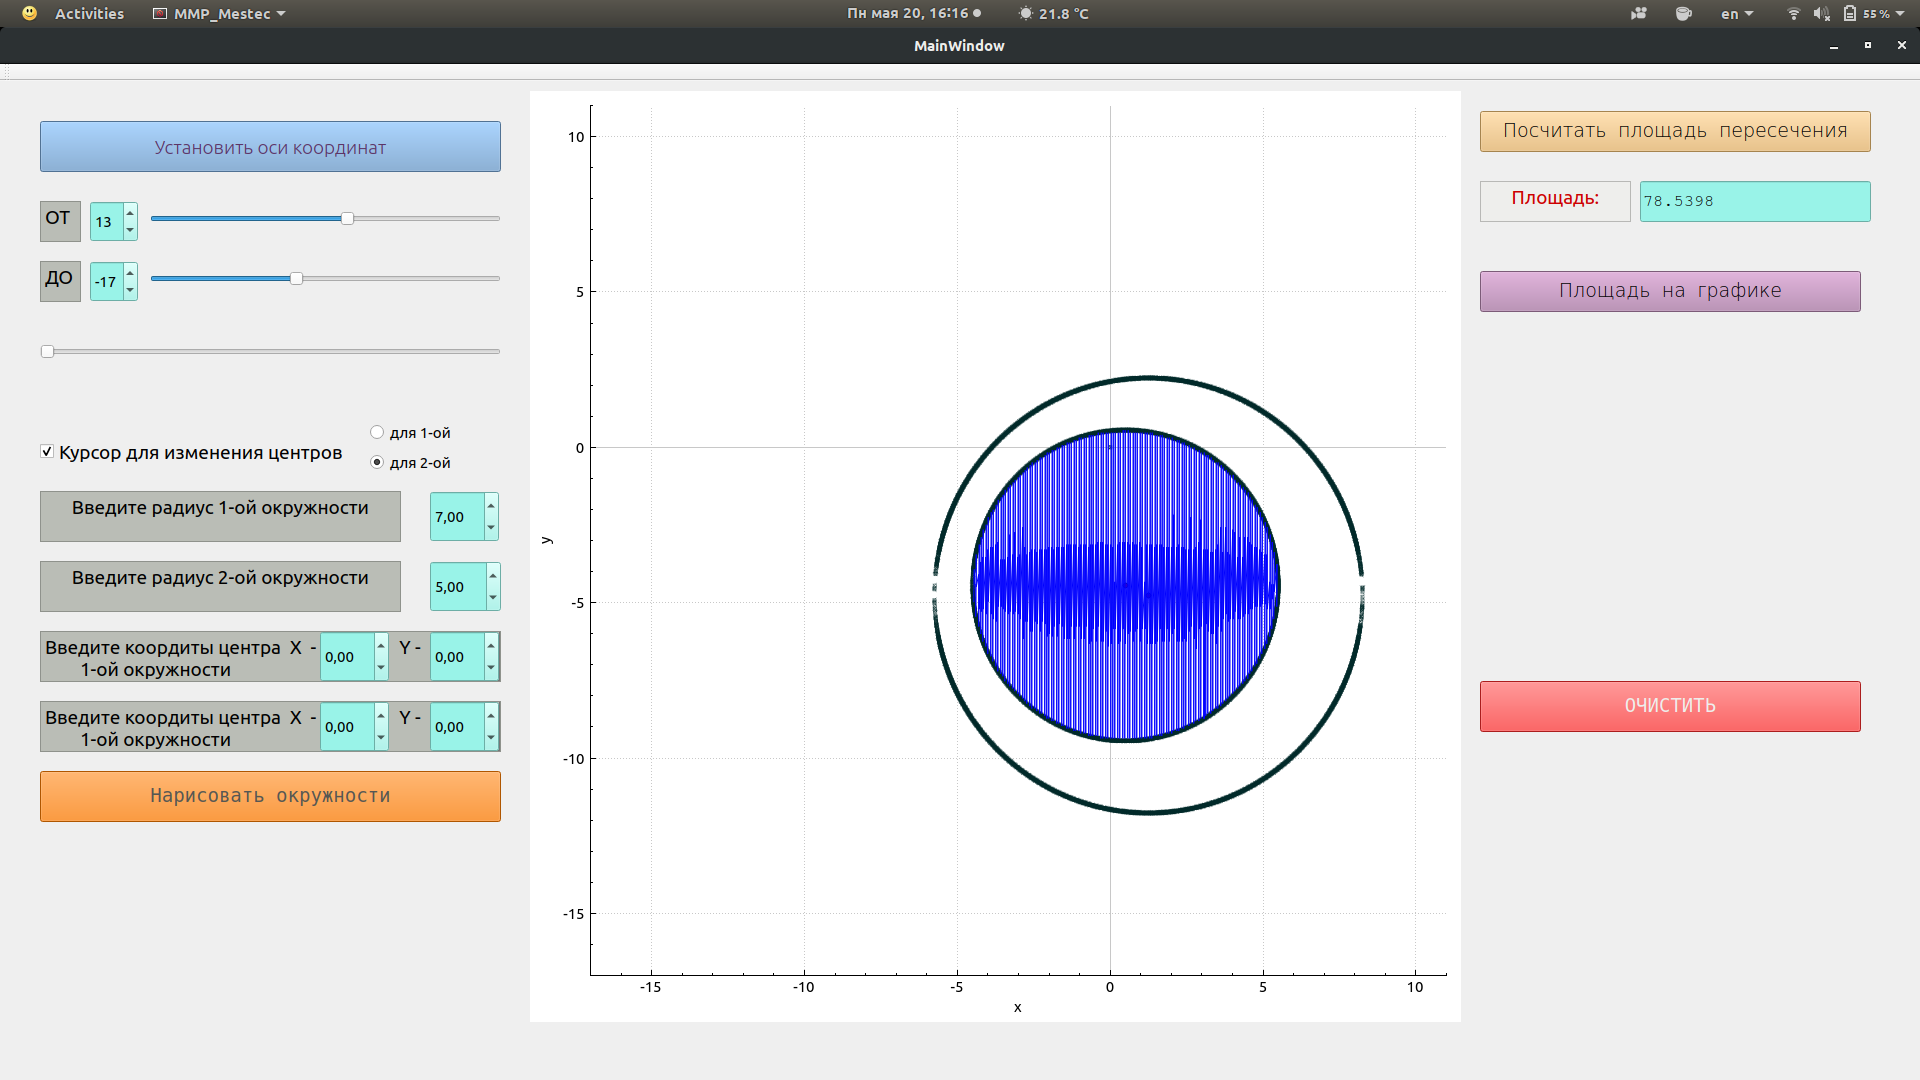 Activities
MMP_Mestec
Пн мая 20, 16:16
21.8 °C
en
55 %
MainWindow
Установить оси координат
ОТ
13
ДО
-17
Курсор для изменения центров
для 1-ой
для 2-ой
Введите радиус 1-ой окружности
7,00
Введите радиус 2-ой окружности
5,00
Введите коордиты центра X -
1-ой окружности
0,00
Y -
0,00
Введите коордиты центра X -
1-ой окружности
0,00
Y -
0,00
Нарисовать окружности
10
5
0
-5
-10
-15
y
-15
-10
-5
0
5
10
x
Посчитать площадь пересечения
Площадь:
78.5398
Площадь на графике
ОЧИСТИТЬ